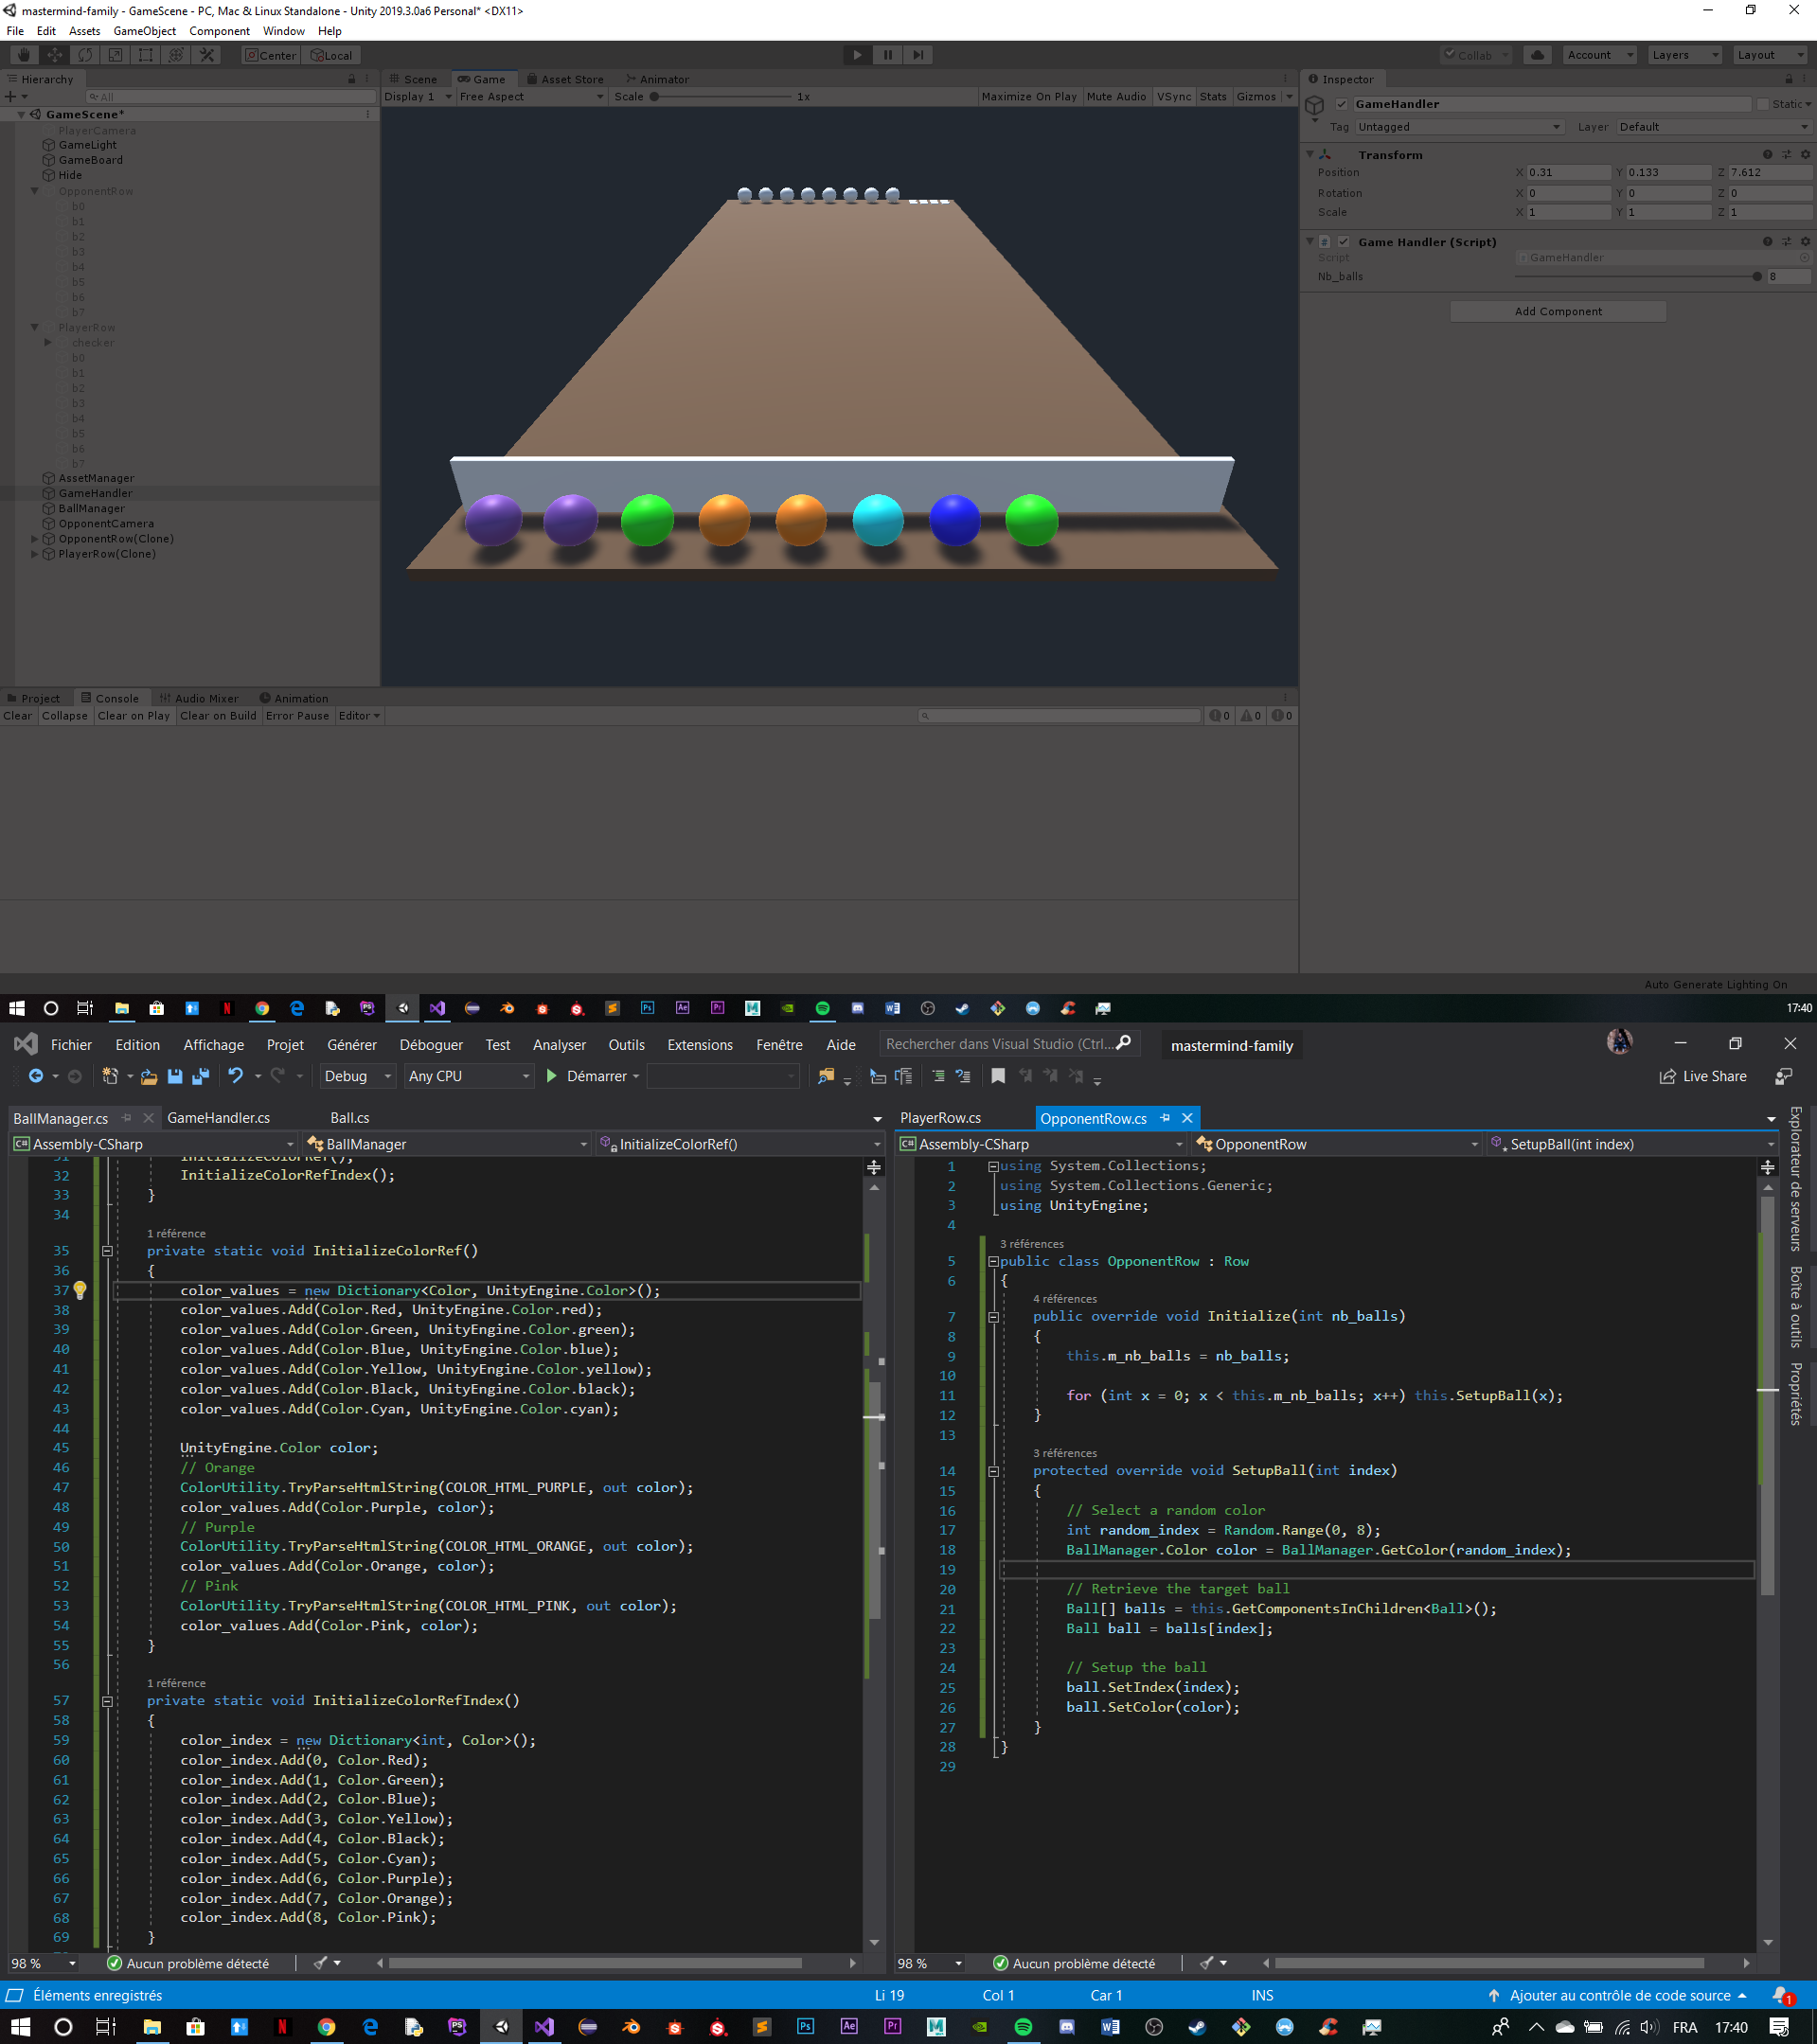 mastermind-family - GameScene - PC, Mac & Linux Standalone - Unity 2019.3.0a6 Personal* <DX11>
File Edit Assets GameObject Component Window Help
Center Local
Collab Account Layers Layout
Hierarchy
All
GameScene*
PlayerCamera
GameLight
GameBoard
Hide
OpponentRow
b0
b1
b2
b3
b4
b5
b6
b7
PlayerRow
checker
b0
b1
b2
b3
b4
b5
b6
b7
AssetManager
GameHandler
BallManager
OpponentCamera
OpponentRow(Clone)
PlayerRow(Clone)
Scene Game Asset Store Animator
Display 1 Free Aspect Scale 1x Maximize On Play Mute Audio VSync Stats Gizmos
Inspector
GameHandler Static
Tag Untagged Layer Default
Transform
Position X 0.31 Y 0.133 Z 7.612
Rotation X 0 Y 0 Z 0
Scale X 1 Y 1 Z 1
# Game Handler (Script)
Script GameHandler
Nb_balls 8
Add Component
Project Console Audio Mixer Animation
Clear Collapse Clear on Play Clear on Build Error Pause Editor 0 0 0
Auto Generate Lighting On
17:40
Fichier Edition Affichage Projet Générer Déboguer Test Analyser Outils Extensions Fenêtre Aide Rechercher dans Visual Studio (Ctrl... mastermind-family
Debug Any CPU Démarrer Live Share
BallManager.cs GameHandler.cs Ball.cs
Assembly-CSharp BallManager InitializeColorRef()
31 InitializeColorRef();
32 InitializeColorRefIndex();
33 }
34
1 référence
35 private static void InitializeColorRef()
36 {
37 color_values = new Dictionary<Color, UnityEngine.Color>();
38 color_values.Add(Color.Red, UnityEngine.Color.red);
39 color_values.Add(Color.Green, UnityEngine.Color.green);
40 color_values.Add(Color.Blue, UnityEngine.Color.blue);
41 color_values.Add(Color.Yellow, UnityEngine.Color.yellow);
42 color_values.Add(Color.Black, UnityEngine.Color.black);
43 color_values.Add(Color.Cyan, UnityEngine.Color.cyan);
44
45 UnityEngine.Color color;
46 // Orange
47 ColorUtility.TryParseHtmlString(COLOR_HTML_PURPLE, out color);
48 color_values.Add(Color.Purple, color);
49 // Purple
50 ColorUtility.TryParseHtmlString(COLOR_HTML_ORANGE, out color);
51 color_values.Add(Color.Orange, color);
52 // Pink
53 ColorUtility.TryParseHtmlString(COLOR_HTML_PINK, out color);
54 color_values.Add(Color.Pink, color);
55 }
56
1 référence
57 private static void InitializeColorRefIndex()
58 {
59 color_index = new Dictionary<int, Color>();
60 color_index.Add(0, Color.Red);
61 color_index.Add(1, Color.Green);
62 color_index.Add(2, Color.Blue);
63 color_index.Add(3, Color.Yellow);
64 color_index.Add(4, Color.Black);
65 color_index.Add(5, Color.Cyan);
66 color_index.Add(6, Color.Purple);
67 color_index.Add(7, Color.Orange);
68 color_index.Add(8, Color.Pink);
69 }
98 % Aucun problème détecté
PlayerRow.cs OpponentRow.cs
Assembly-CSharp OpponentRow SetupBall(int index)
1 using System.Collections;
2 using System.Collections.Generic;
3 using UnityEngine;
4
3 références
5 public class OpponentRow : Row
6 {
4 références
7 public override void Initialize(int nb_balls)
8 {
9 this.m_nb_balls = nb_balls;
10
11 for (int x = 0; x < this.m_nb_balls; x++) this.SetupBall(x);
12 }
13
3 références
14 protected override void SetupBall(int index)
15 {
16 // Select a random color
17 int random_index = Random.Range(0, 8);
18 BallManager.Color color = BallManager.GetColor(random_index);
19
20 // Retrieve the target ball
21 Ball[] balls = this.GetComponentsInChildren<Ball>();
22 Ball ball = balls[index];
23
24 // Setup the ball
25 ball.SetIndex(index);
26 ball.SetColor(color);
27 }
28 }
29
98 % Aucun problème détecté
Explorateur de serveurs
Boîte à outils
Propriétés
Éléments enregistrés Li 19 Col 1 Car 1 INS Ajouter au contrôle de code source 1
FRA 17:40